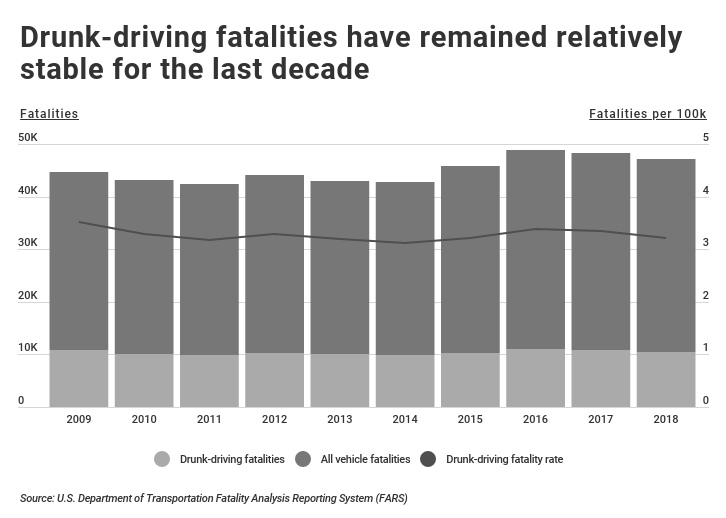 Drunk-driving fatalities have remained relatively
stable for the last decade
Fatalities Fatalities per 100k
50K 5
40K 4
30K 3
20K 2
10K 1
0 0
2009 2010 2011 2012 2013 2014 2015 2016 2017 2018
Drunk-driving fatalities All vehicle fatalities Drunk-driving fatality rate
Source: U.S. Department of Transportation Fatality Analysis Reporting System (FARS)